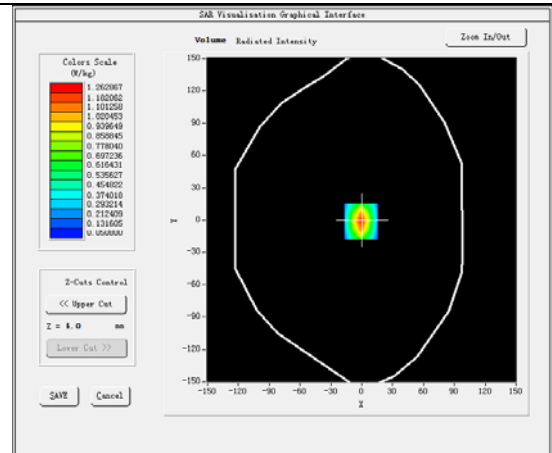 SAR Visualisation Graphical Interface
Volume Radiated Intensity
Zoom In/Out
Colors Scale
(W/kg)
1.262867
1.182062
1.101258
1.020453
0.939649
0.858845
0.778040
0.697236
0.616431
0.535627
0.454822
0.374018
0.293214
0.212409
0.131605
0.050800
Z-Cuts Control
<< Upper Cut
Z = 4.0 mm
Lower Cut >>
SAVE Cancel
150
120
90
60
30
0
-30
-60
-90
-120
-150
Y
-150 -120 -90 -60 -30 0 30 60 90 120 150
X